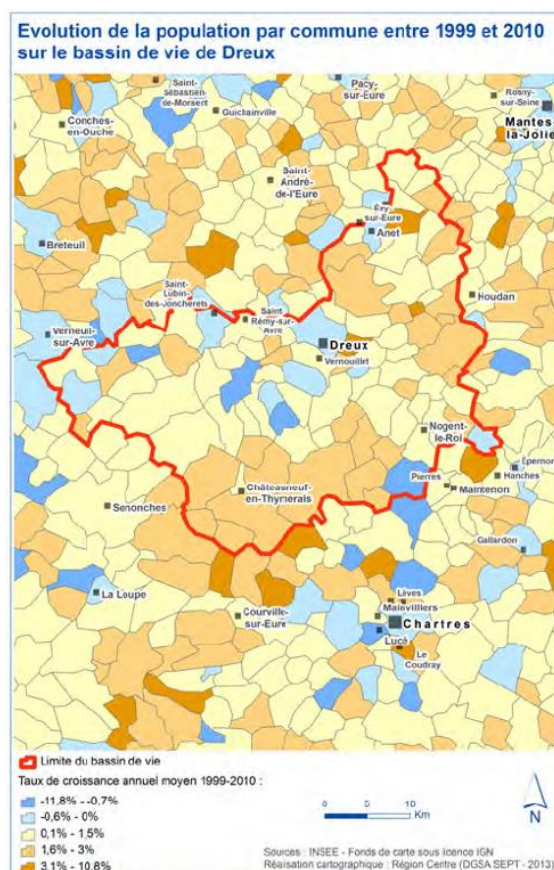 Evolution de la population par commune entre 1999 et 2010
sur le bassin de vie de Dreux
Saint-
Sébastien-
de-Morsent
Pacy-
sur-Eure
Rosny-
sur-Seine
Guichainville
Mantes-
la-Jolie
Conches-
en-Ouche
Saint-
André-
de-l'Eure
Ézy-
sur-Eure
Anet
Breteuil
Saint-
Lubin-
des-Joncherets
Houdan
Saint
Rémy-sur-
Avre
Verneuil-
sur-Avre
Dreux
Vernouillet
Nogent-
le-Roi
Épernon
Pierres
Hanches
Maintenon
Châteauneuf-
en-Thymerais
Senonches
Gallardon
La Loupe
Lèves
Mainvilliers
Courville-
sur-Eure
Chartres
Lucé
Le
Coudray
Limite du bassin de vie
Taux de croissance annuel moyen 1999-2010 :
-11,8% - -0,7%
-0,6% - 0%
0,1% - 1,5%
1,6% - 3%
3,1% - 10,8%
0 5 10
Km
N
Sources : INSEE - Fonds de carte sous licence IGN
Réalisation cartographique : Région Centre (DGSA SEPT - 2013)